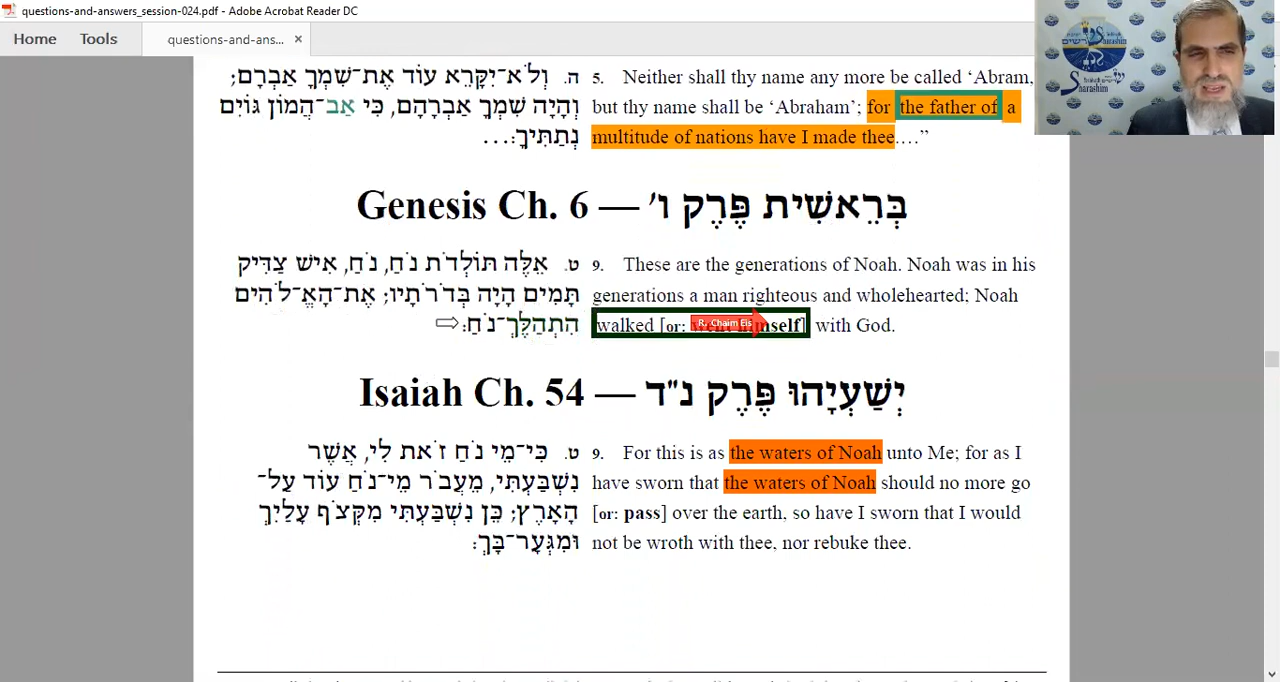 questions-and-answers_session-024.pdf - Adobe Acrobat Reader DC
Home Tools questions-and-ans... ×
ה. וְלֹא־יִקָּרֵא עוֹד אֶת־שִׁמְךָ אַבְרָם;
וְהָיָה שִׁמְךָ אַבְרָהָם, כִּי אַב־הֲמוֹן גּוֹיִם
נְתַתִּיךָ:...
5. Neither shall thy name any more be called ‘Abram,
but thy name shall be ‘Abraham’; for the father of a
multitude of nations have I made thee....”
Genesis Ch. 6 — בְּרֵאשִׁית פֶּרֶק ו׳
ט. אֵלֶּה תּוֹלְדֹת נֹחַ, נֹחַ, אִישׁ צַדִּיק
תָּמִים הָיָה בְּדֹרֹתָיו; אֶת־הָאֱ־לֹהִים
הִתְהַלֶּךְ־נֹחַ: ⇨
9. These are the generations of Noah. Noah was in his
generations a man righteous and wholehearted; Noah
walked [or: himself] with God.
R. Chaim Eis
Isaiah Ch. 54 — יְשַׁעְיָהוּ פֶּרֶק נ"ד
ט. כִּי־מֵי נֹחַ זֹאת לִי, אֲשֶׁר
נִשְׁבַּעְתִּי, מֵעֲבֹר מֵי־נֹחַ עוֹד עַל־
הָאָרֶץ; כֵּן נִשְׁבַּעְתִּי מִקְּצֹף עָלַיִךְ
וּמִגְּעָר־בָּךְ:
9. For this is as the waters of Noah unto Me; for as I
have sworn that the waters of Noah should no more go
[or: pass] over the earth, so have I sworn that I would
not be wroth with thee, nor rebuke thee.